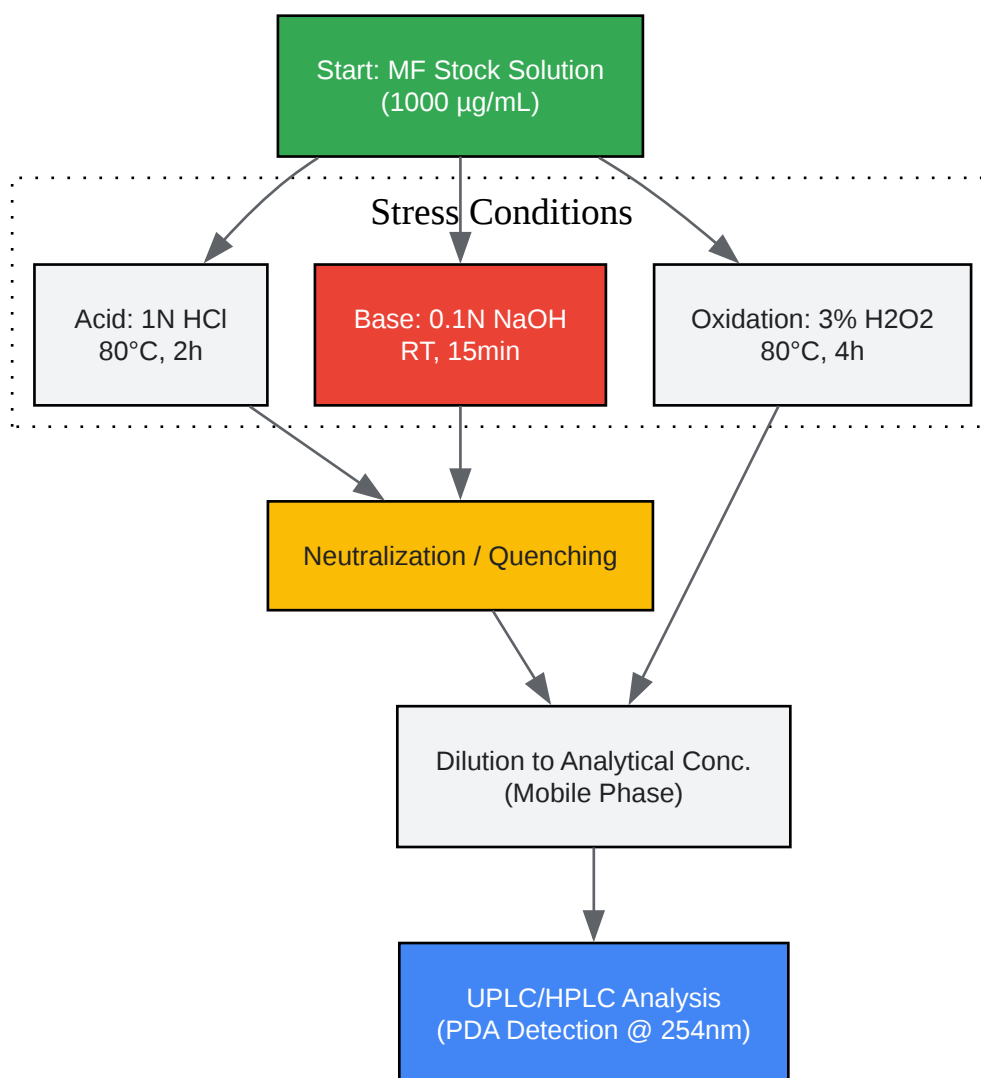 Start: MF Stock Solution
(1000 µg/mL)
Stress Conditions
Acid: 1N HCl
80°C, 2h
Base: 0.1N NaOH
RT, 15min
Oxidation: 3% H2O2
80°C, 4h
Neutralization / Quenching
Dilution to Analytical Conc.
(Mobile Phase)
UPLC/HPLC Analysis
(PDA Detection @ 254nm)